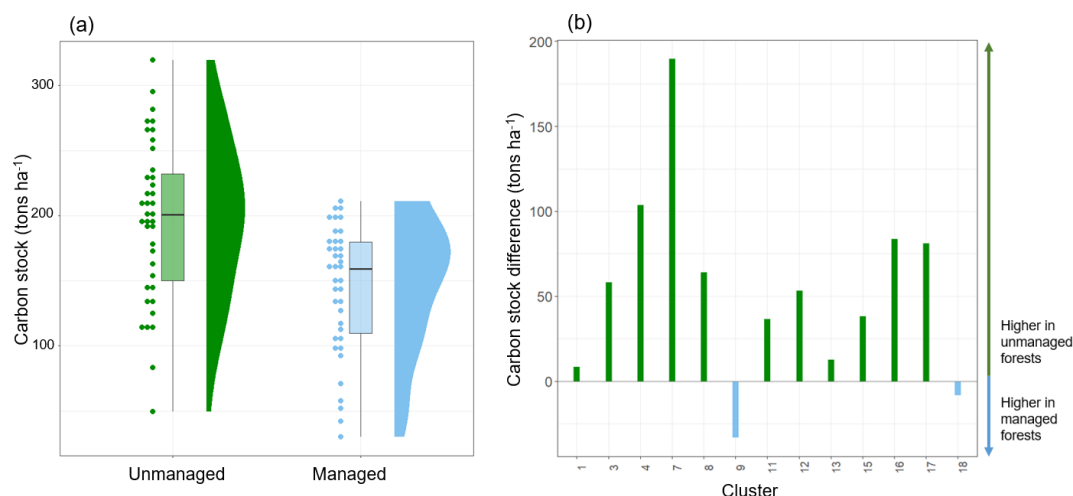 (a)
Carbon stock (tons ha⁻¹)
300
200
100
Unmanaged
Managed
(b)
Carbon stock difference (tons ha⁻¹)
200
150
100
50
0
1
3
4
7
8
9
11
12
13
15
16
17
18
Cluster
Higher in
unmanaged
forests
Higher in
managed
forests